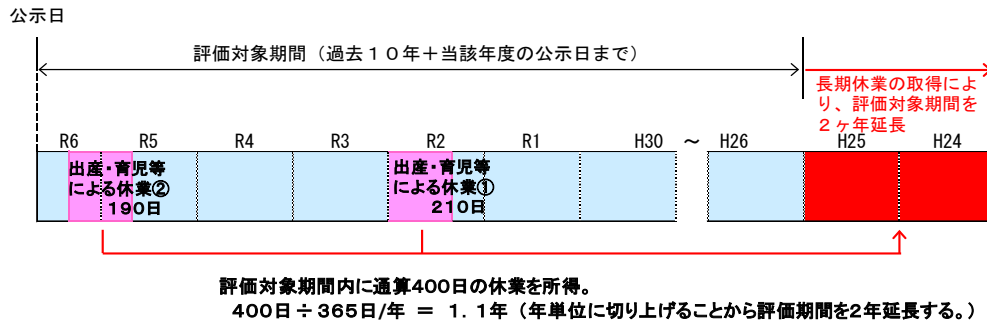 公示日
評価対象期間（過去１０年＋当該年度の公示日まで）
長期休業の取得によ
り、評価対象期間を
２ヶ年延長
R6 R5 R4 R3 R2 R1 H30 ～ H26 H25 H24
出産・育児等
による休業②
190日
出産・育児等
による休業①
210日
評価対象期間内に通算400日の休業を所得。
400日÷365日/年 ＝ 1．1年（年単位に切り上げることから評価期間を2年延長する。）